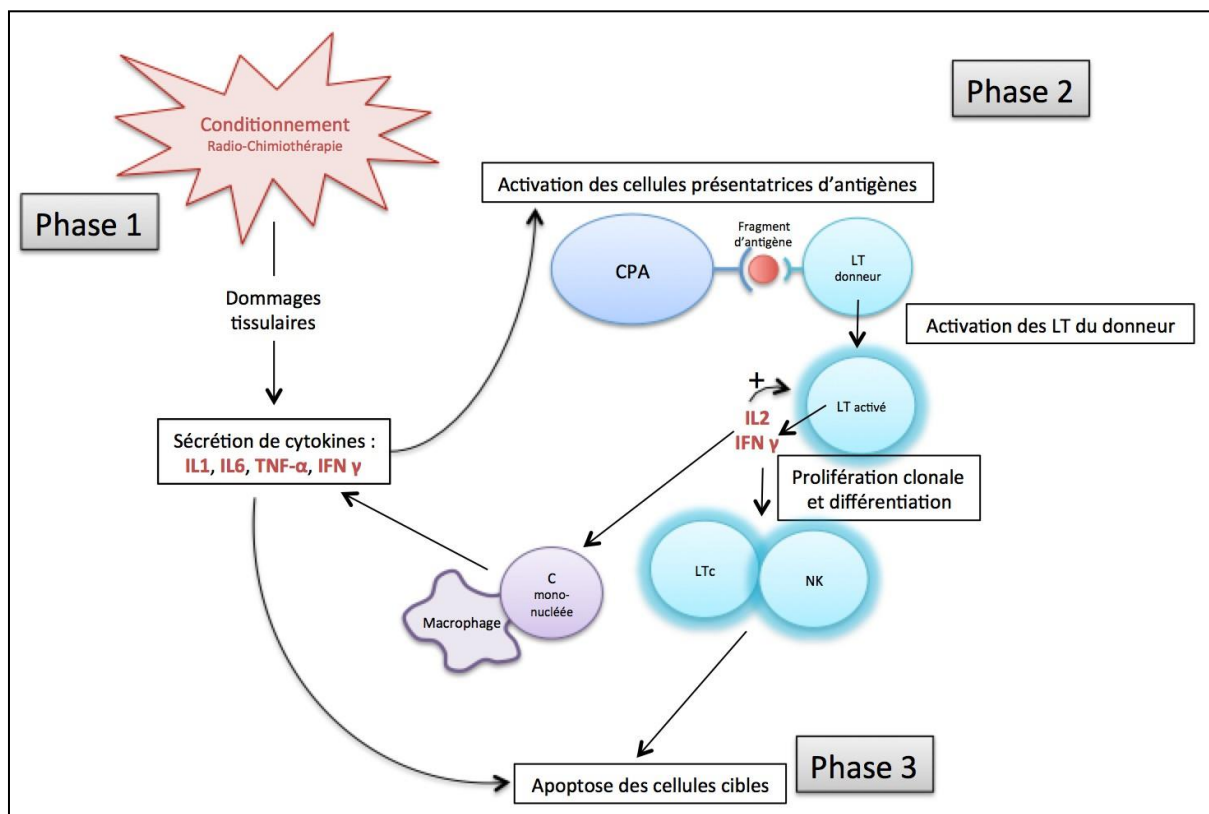 Phase 1
Conditionnement
Radio-Chimiothérapie
Dommages
tissulaires
Sécrétion de cytokines :
IL1, IL6, TNF-α, IFN γ
Phase 2
Activation des cellules présentatrices d'antigènes
CPA
Fragment
d'antigène
LT
donneur
Activation des LT du donneur
+
LT activé
IL2
IFN γ
Prolifération clonale
et différentiation
LTc
NK
C
mono-
nucléée
Macrophage
Phase 3
Apoptose des cellules cibles